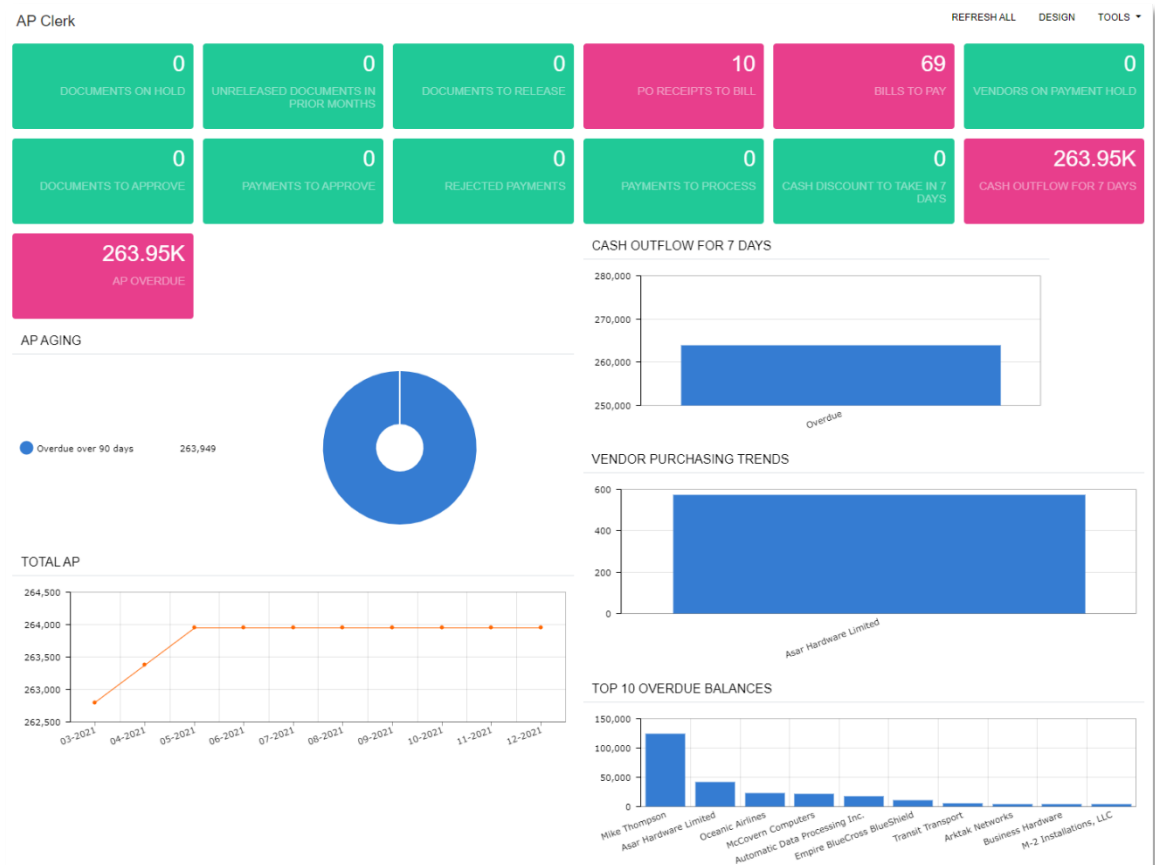 AP Clerk
REFRESH ALL DESIGN TOOLS
0
DOCUMENTS ON HOLD
0
UNRELEASED DOCUMENTS IN
PRIOR MONTHS
0
DOCUMENTS TO RELEASE
10
PO RECEIPTS TO BILL
69
BILLS TO PAY
0
VENDORS ON PAYMENT HOLD
0
DOCUMENTS TO APPROVE
0
PAYMENTS TO APPROVE
0
REJECTED PAYMENTS
0
PAYMENTS TO PROCESS
0
CASH DISCOUNT TO TAKE IN 7
DAYS
263.95K
CASH OUTFLOW FOR 7 DAYS
263.95K
AP OVERDUE
AP AGING
Overdue over 90 days 263,949
TOTAL AP
264,500
264,000
263,500
263,000
262,500
03-2021 04-2021 05-2021 06-2021 07-2021 08-2021 09-2021 10-2021 11-2021 12-2021
CASH OUTFLOW FOR 7 DAYS
280,000
270,000
260,000
250,000
Overdue
VENDOR PURCHASING TRENDS
600
400
200
0
Asar Hardware Limited
TOP 10 OVERDUE BALANCES
150,000
100,000
50,000
0
Mike Thompson
Asar Hardware Limited
Oceanic Airlines
McCovern Computers
Automatic Data Processing Inc.
Empire BlueCross BlueShield
Transit Transport
Arktak Networks
Business Hardware
M-2 Installations, LLC